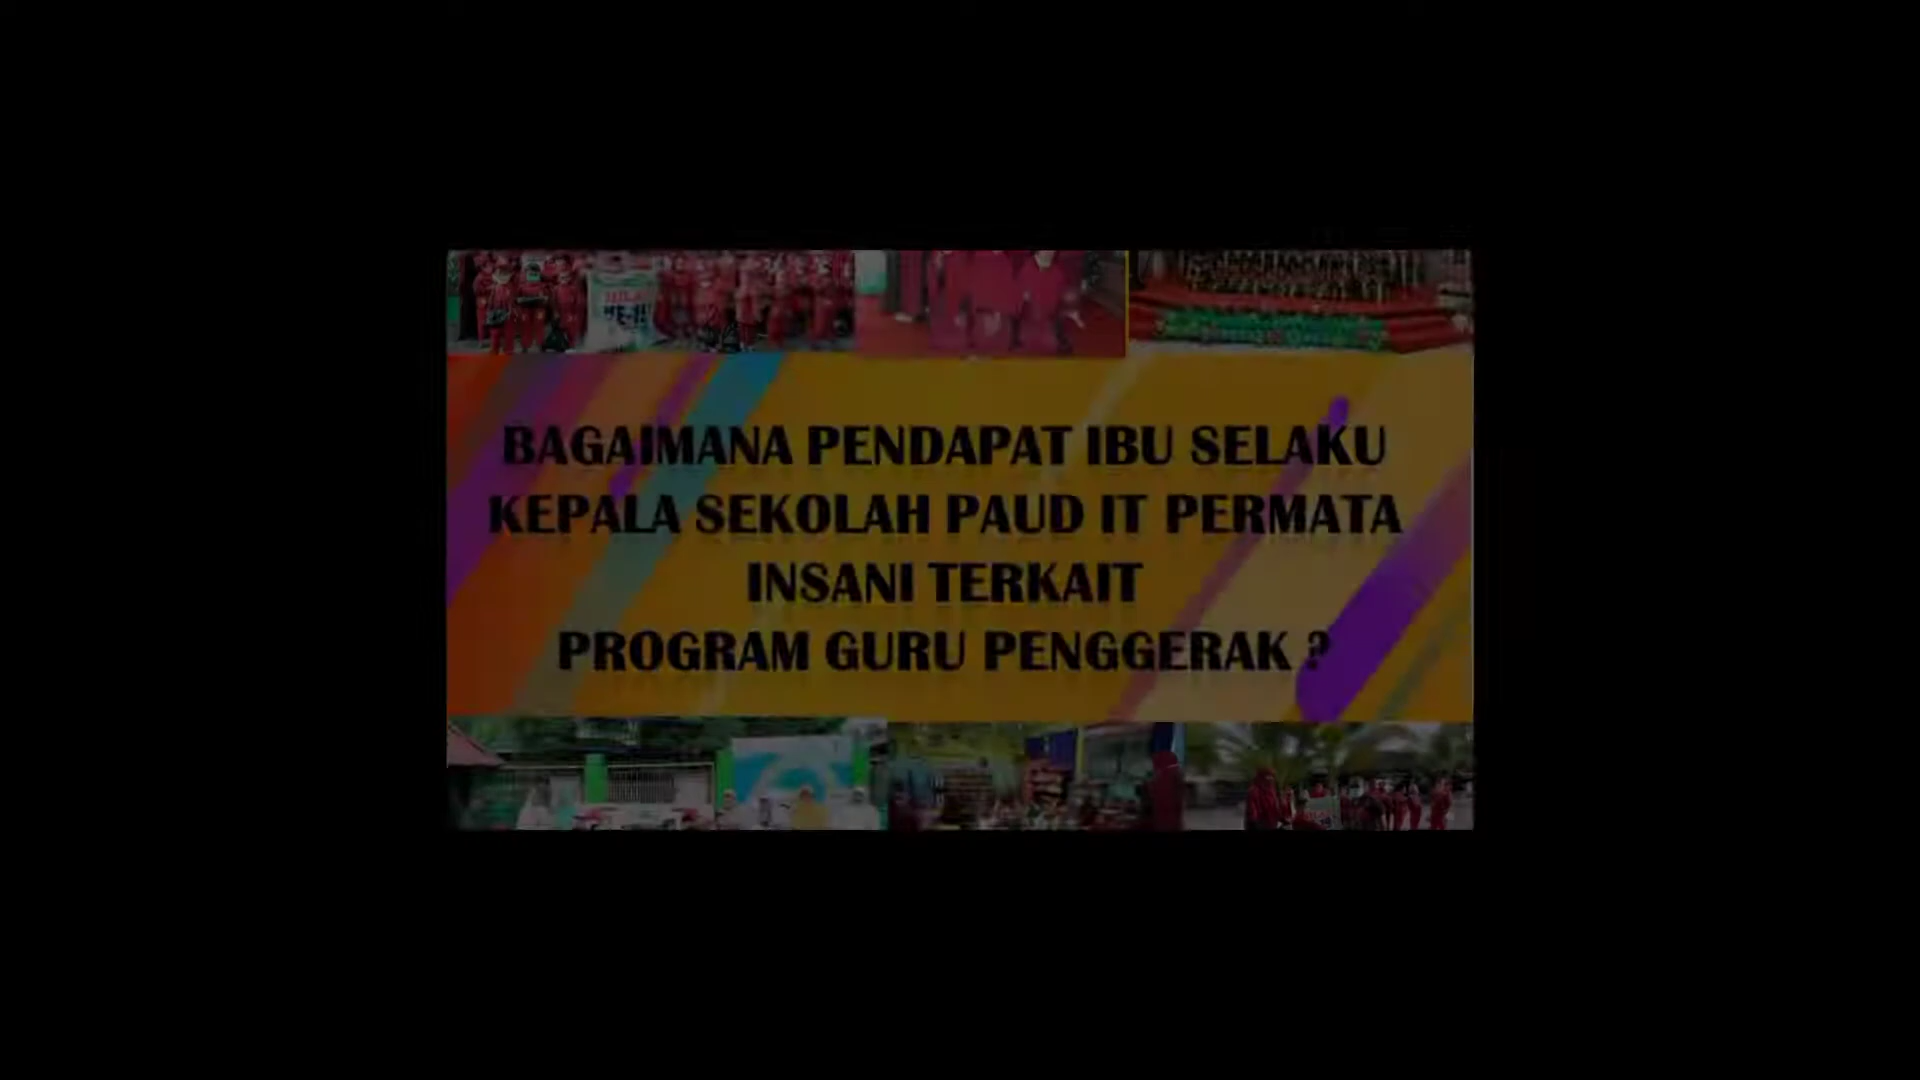 BAGAIMANA PENDAPAT IBU SELAKU
KEPALA SEKOLAH PAUD IT PERMATA
INSANI TERKAIT
PROGRAM GURU PENGGERAK ?